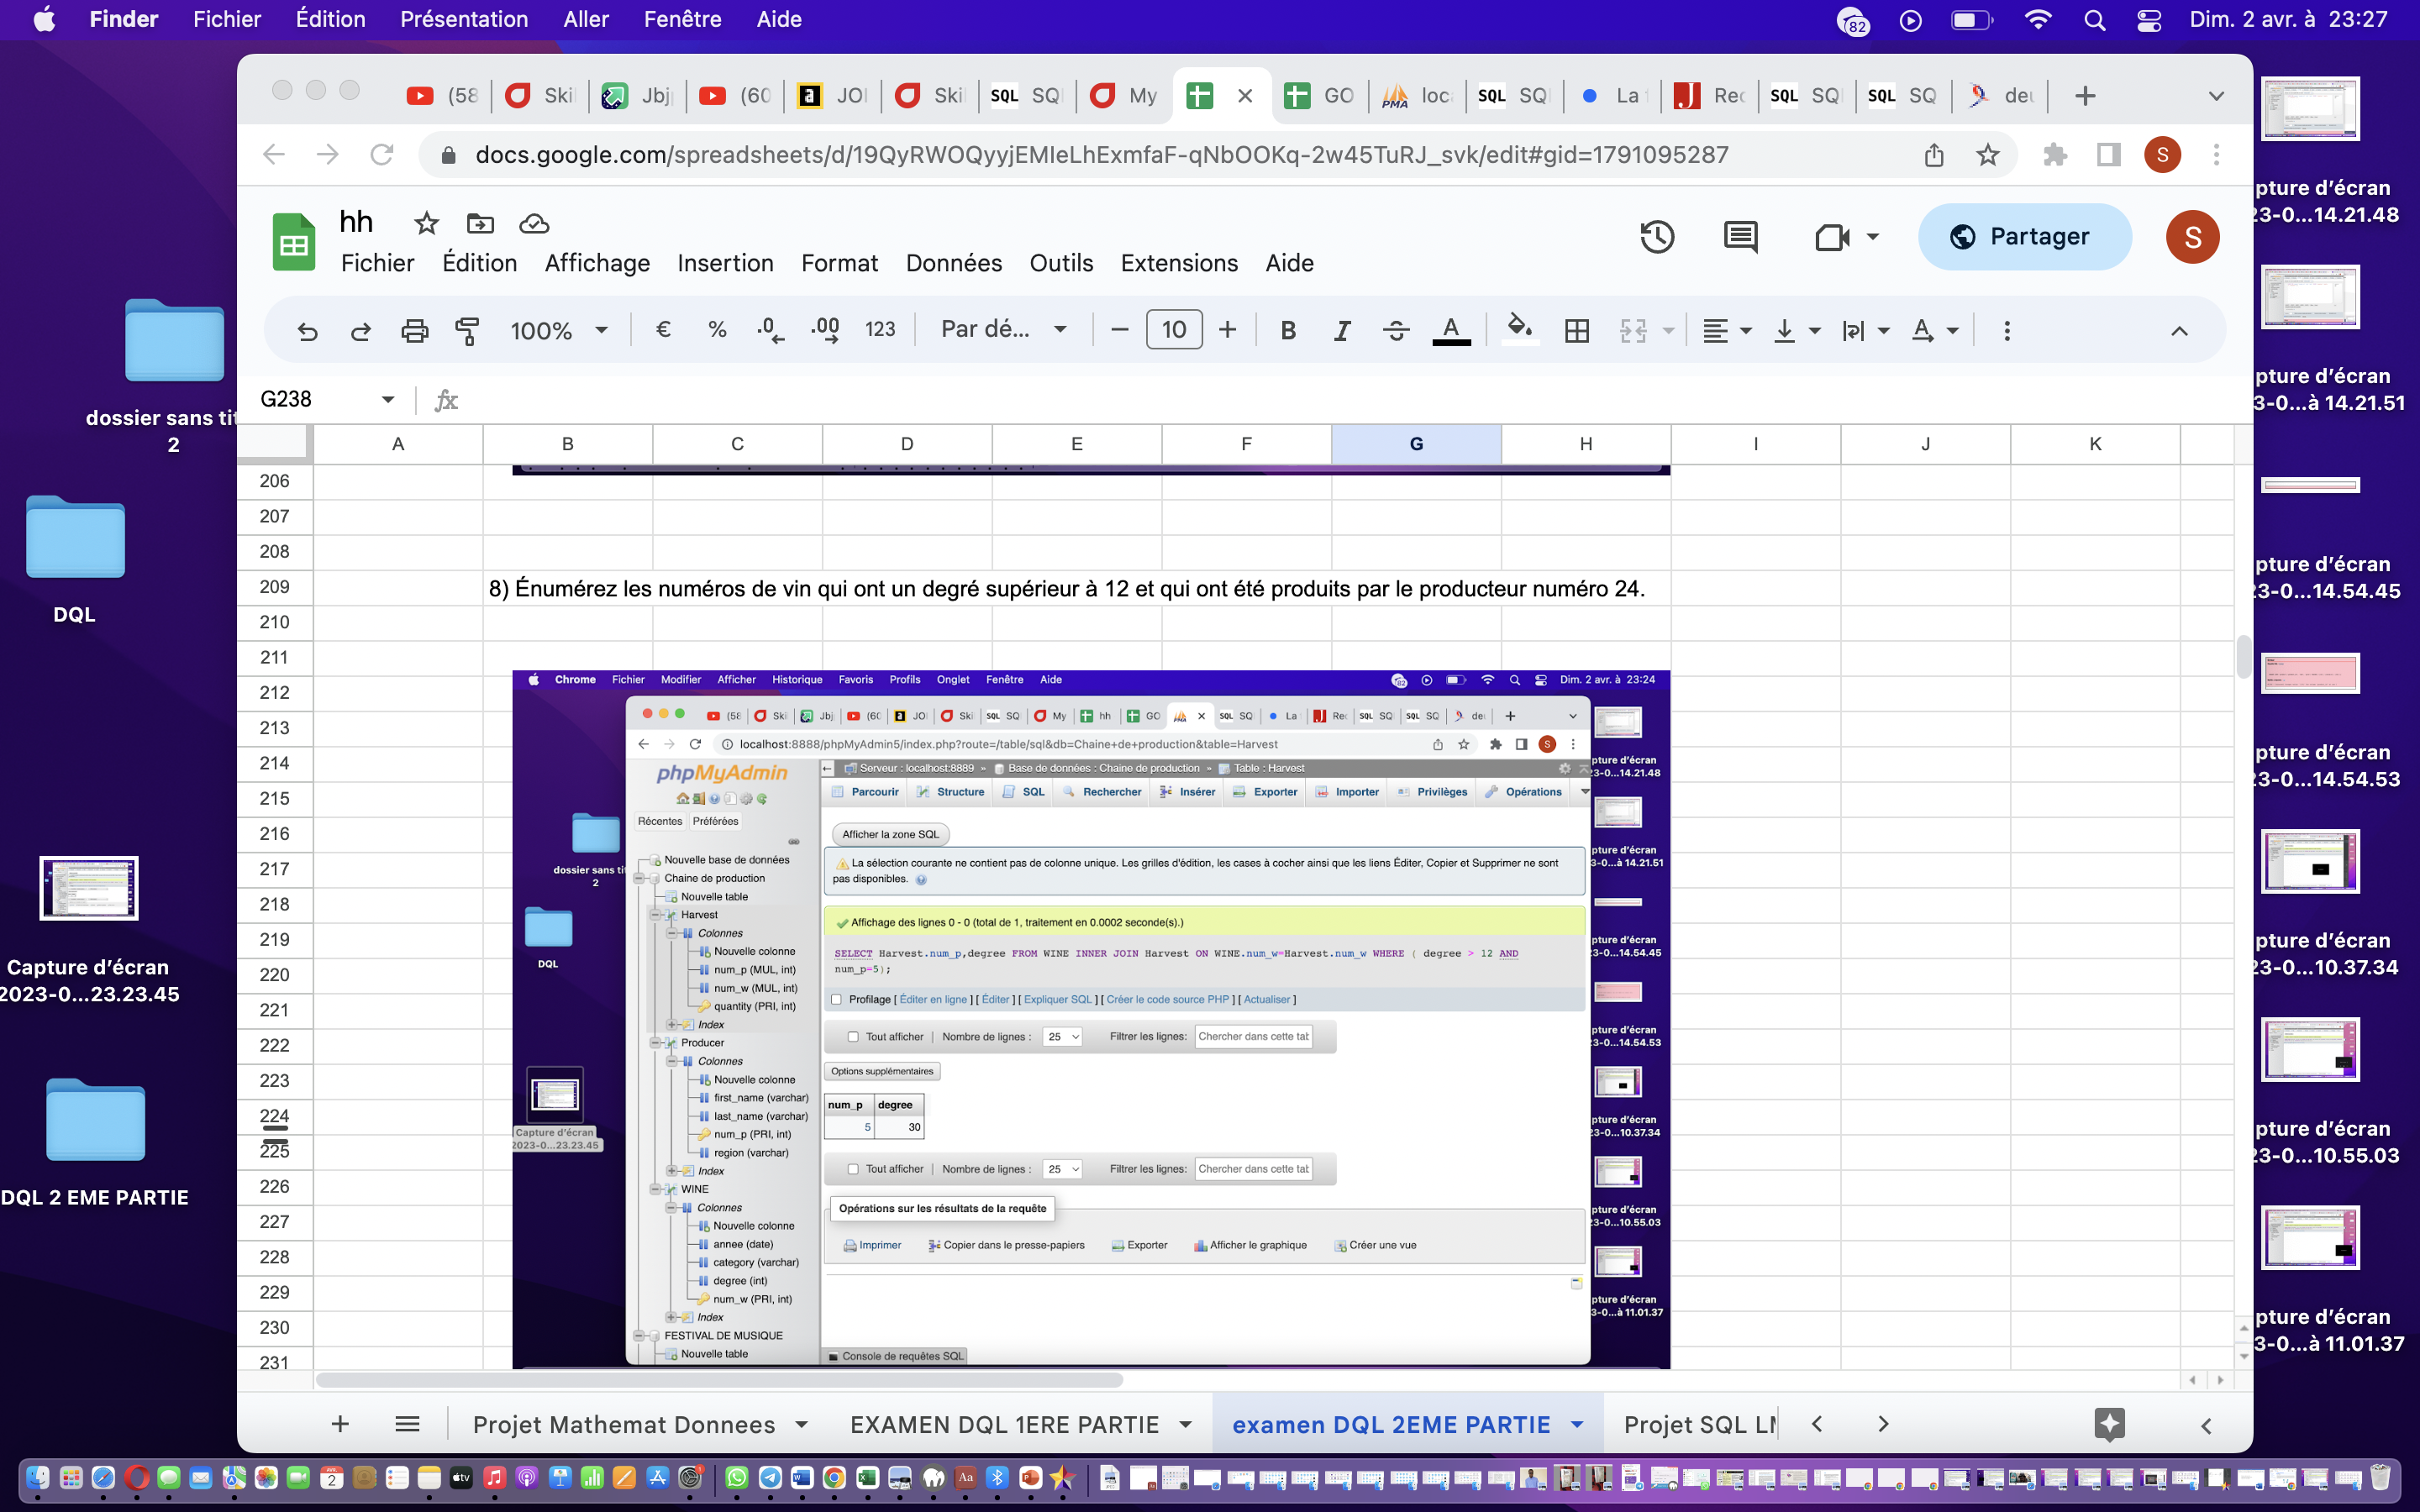 Finder Fichier Édition Présentation Aller Fenêtre Aide 82 Dim. 2 avr. à 23:27
(58 Ski Jbj (60 JOI Ski SQL SQ My GO PMA loc SQL SQ La Rec SQL SQ SQL SQ de
docs.google.com/spreadsheets/d/19QyRWOQyyjEMIeLhExmfaF-qNbOOKq-2w45TuRJ_svk/edit#gid=1791095287 S
hh
Fichier Édition Affichage Insertion Format Données Outils Extensions Aide Partager S
100% € % .0 .00 123 Par dé... 10 B I A
G238 fx
A B C D E F G H I J K
206
207
208
209 8) Énumérez les numéros de vin qui ont un degré supérieur à 12 et qui ont été produits par le producteur numéro 24.
210
211
212
213
214
215
216
217
218
219
220
221
222
223
224
225
226
227
228
229
230
231
Chrome Fichier Modifier Afficher Historique Favoris Profils Onglet Fenêtre Aide Dim. 2 avr. à 23:24
(58 Ski Jbj (60 JOI Ski SQL SQ My hh GO SQL SQ La Rec SQL SQ SQL SQ de
localhost:8888/phpMyAdmin5/index.php?route=/table/sql&db=Chaine+de+production&table=Harvest S
phpMyAdmin
Récentes Préférées
Nouvelle base de données
Chaine de production
Nouvelle table
Harvest
Colonnes
Nouvelle colonne
num_p (MUL, int)
num_w (MUL, int)
quantity (PRI, int)
Index
Producer
Colonnes
Nouvelle colonne
first_name (varchar)
last_name (varchar)
num_p (PRI, int)
region (varchar)
Index
WINE
Colonnes
Nouvelle colonne
annee (date)
category (varchar)
degree (int)
num_w (PRI, int)
Index
FESTIVAL DE MUSIQUE
Nouvelle table
Serveur : localhost:8889 » Base de données : Chaine de production » Table : Harvest
Parcourir Structure SQL Rechercher Insérer Exporter Importer Privilèges Opérations
Afficher la zone SQL
La sélection courante ne contient pas de colonne unique. Les grilles d'édition, les cases à cocher ainsi que les liens Éditer, Copier et Supprimer ne sont
pas disponibles.
Affichage des lignes 0 - 0 (total de 1, traitement en 0.0002 seconde(s).)
SELECT Harvest.num_p,degree FROM WINE INNER JOIN Harvest ON WINE.num_w=Harvest.num_w WHERE ( degree > 12 AND
num_p=5);
Profilage [ Éditer en ligne ] [ Éditer ] [ Expliquer SQL ] [ Créer le code source PHP ] [ Actualiser ]
Tout afficher Nombre de lignes : 25 Filtrer les lignes: Chercher dans cette tab
Options supplémentaires
num_p degree
5 30
Tout afficher Nombre de lignes : 25 Filtrer les lignes: Chercher dans cette tab
Opérations sur les résultats de la requête
Imprimer Copier dans le presse-papiers Exporter Afficher le graphique Créer une vue
Console de requêtes SQL
dossier sans tit
2
DQL
Capture d'écran
2023-0...23.23.45
pture d'écran
23-0...14.21.48
pture d'écran
3-0...à 14.21.51
pture d'écran
23-0...14.54.45
pture d'écran
23-0...14.54.53
pture d'écran
23-0...10.37.34
pture d'écran
23-0...10.55.03
pture d'écran
3-0...à 11.01.37
Projet Mathemat Donnees EXAMEN DQL 1ERE PARTIE examen DQL 2EME PARTIE Projet SQL LM
dossier sans tit
2
DQL
Capture d'écran
2023-0...23.23.45
DQL 2 EME PARTIE
pture d'écran
23-0...14.21.48
pture d'écran
3-0...à 14.21.51
pture d'écran
23-0...14.54.45
pture d'écran
23-0...14.54.53
pture d'écran
23-0...10.37.34
pture d'écran
23-0...10.55.03
pture d'écran
3-0...à 11.01.37